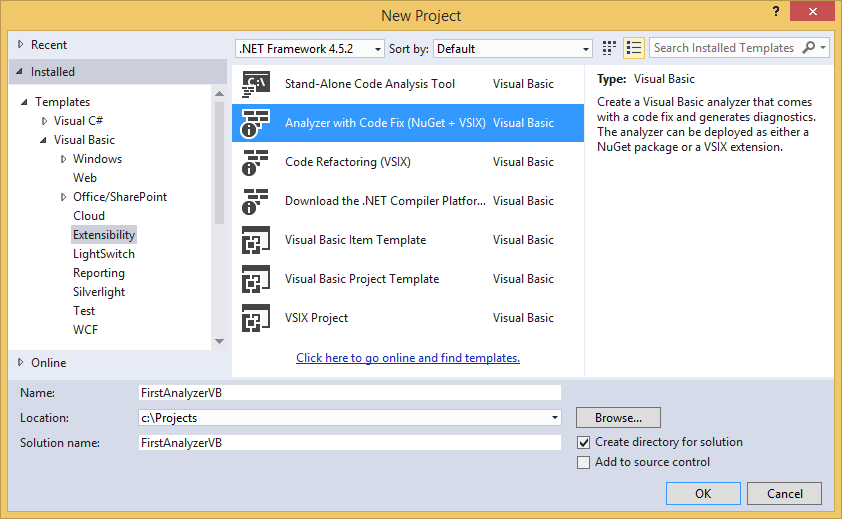 New Project
?
Recent
Installed
Templates
Visual C#
Visual Basic
Windows
Web
Office/SharePoint
Cloud
Extensibility
LightSwitch
Reporting
Silverlight
Test
WCF
Online
.NET Framework 4.5.2
Sort by: Default
Search Installed Templates
C:\ Stand-Alone Code Analysis Tool Visual Basic
Analyzer with Code Fix (NuGet + VSIX) Visual Basic
Code Refactoring (VSIX) Visual Basic
Download the .NET Compiler Platfor... Visual Basic
Visual Basic Item Template Visual Basic
Visual Basic Project Template Visual Basic
VSIX Project Visual Basic
Click here to go online and find templates.
Type: Visual Basic
Create a Visual Basic analyzer that comes
with a code fix and generates diagnostics.
The analyzer can be deployed as either a
NuGet package or a VSIX extension.
Name: FirstAnalyzerVB
Location: c:\Projects
Browse...
Solution name: FirstAnalyzerVB
Create directory for solution
Add to source control
OK Cancel